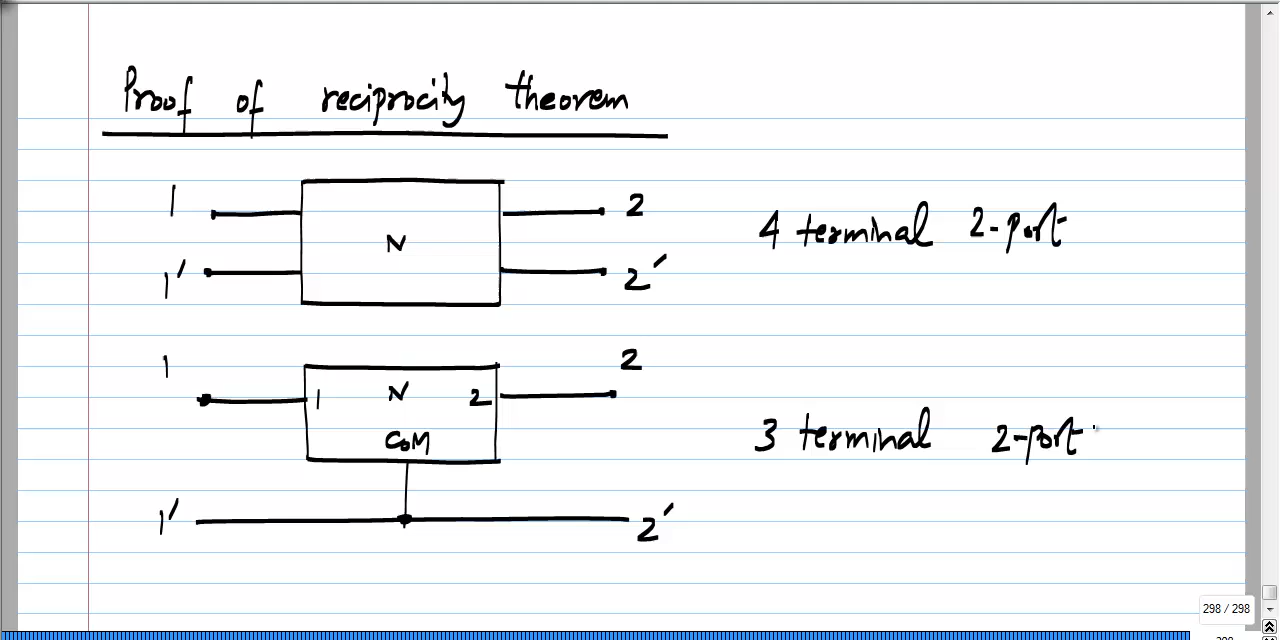 Proof of reciprocity theorem
1 2
N 4 terminal 2-port
1' 2'
1 2
1 N 2
COM 3 terminal 2-port
1' 2'
298 / 298